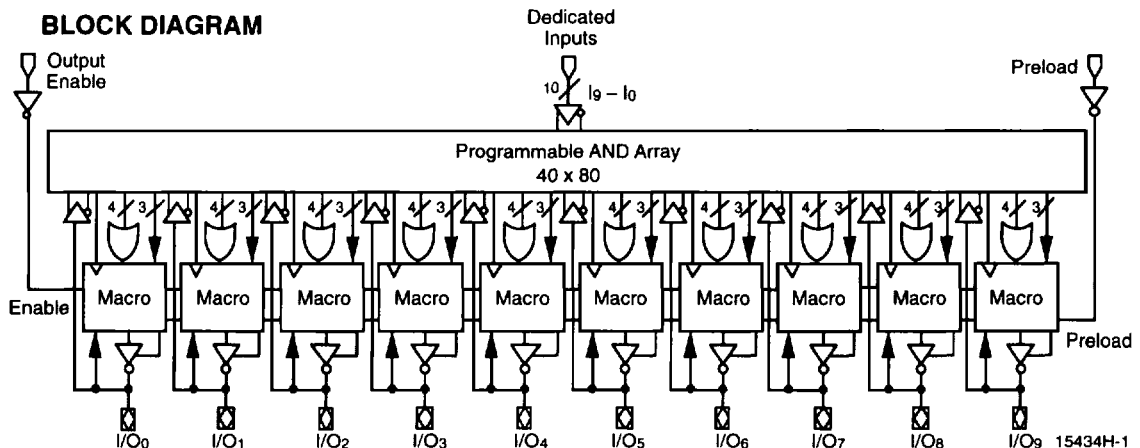 BLOCK DIAGRAM
Dedicated
Inputs
Output
Enable
10
I9 – I0
Preload
Programmable AND Array
40 x 80
4 3 4 3 4 3 4 3 4 3 4 3 4 3 4 3 4 3 4 3
Macro Macro Macro Macro Macro Macro Macro Macro Macro Macro
Enable
Preload
I/O0 I/O1 I/O2 I/O3 I/O4 I/O5 I/O6 I/O7 I/O8 I/O9 15434H-1